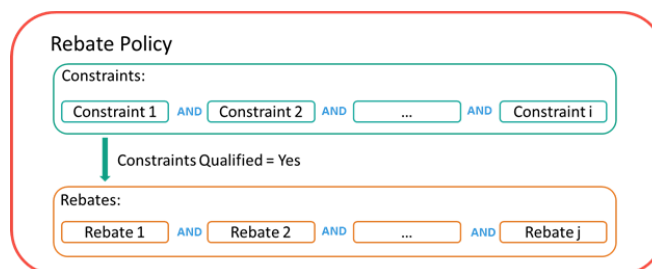 Rebate Policy
Constraints:
Constraint 1 AND Constraint 2 AND ... AND Constraint i
Constraints Qualified = Yes
Rebates:
Rebate 1 AND Rebate 2 AND ... AND Rebate j